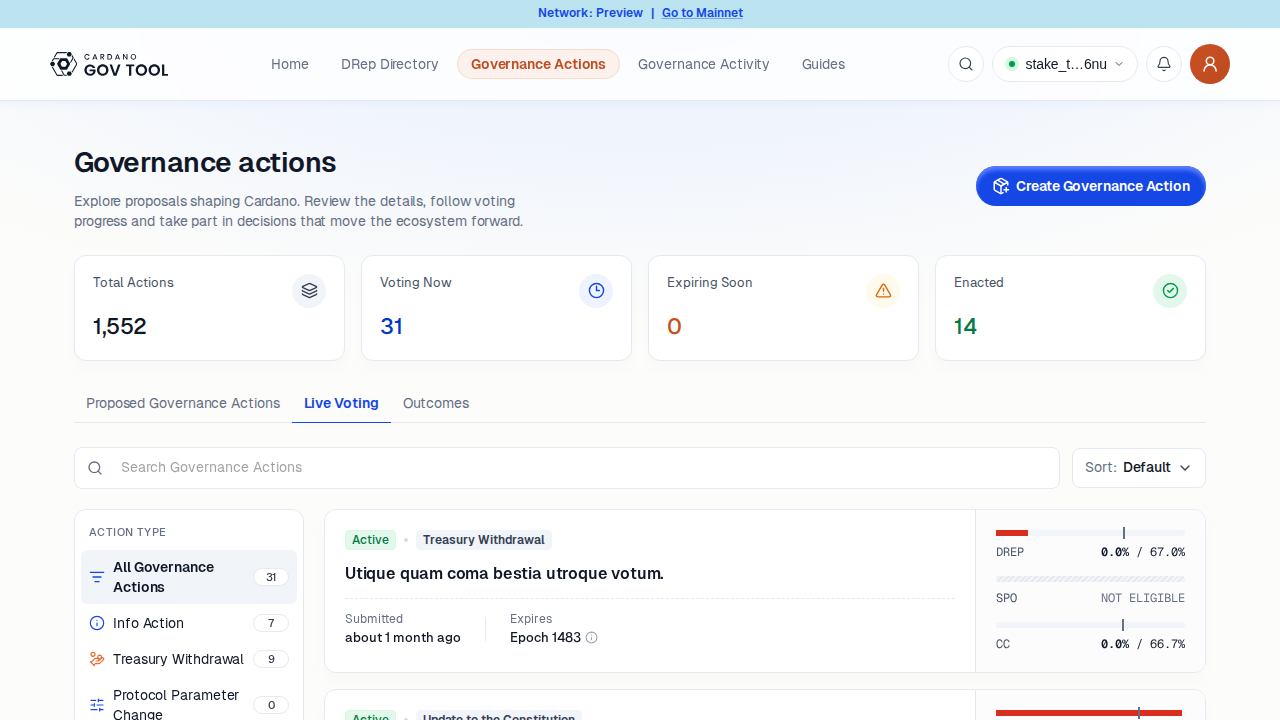 Network: Preview | Go to Mainnet
CARDANO
GOV TOOL
Home
DRep Directory
Governance Actions
Governance Activity
Guides
stake_t...6nu
Governance actions
Explore proposals shaping Cardano. Review the details, follow voting
progress and take part in decisions that move the ecosystem forward.
Create Governance Action
Total Actions
1,552
Voting Now
31
Expiring Soon
0
Enacted
14
Proposed Governance Actions
Live Voting
Outcomes
Search Governance Actions
Sort: Default
ACTION TYPE
All Governance
Actions
31
Info Action
7
Treasury Withdrawal
9
Protocol Parameter
Change
0
Active
Treasury Withdrawal
Utique quam coma bestia utroque votum.
Submitted
about 1 month ago
Expires
Epoch 1483
DREP
0.0% / 67.0%
SPO
NOT ELIGIBLE
CC
0.0% / 66.7%
Active
Update to the Constitution